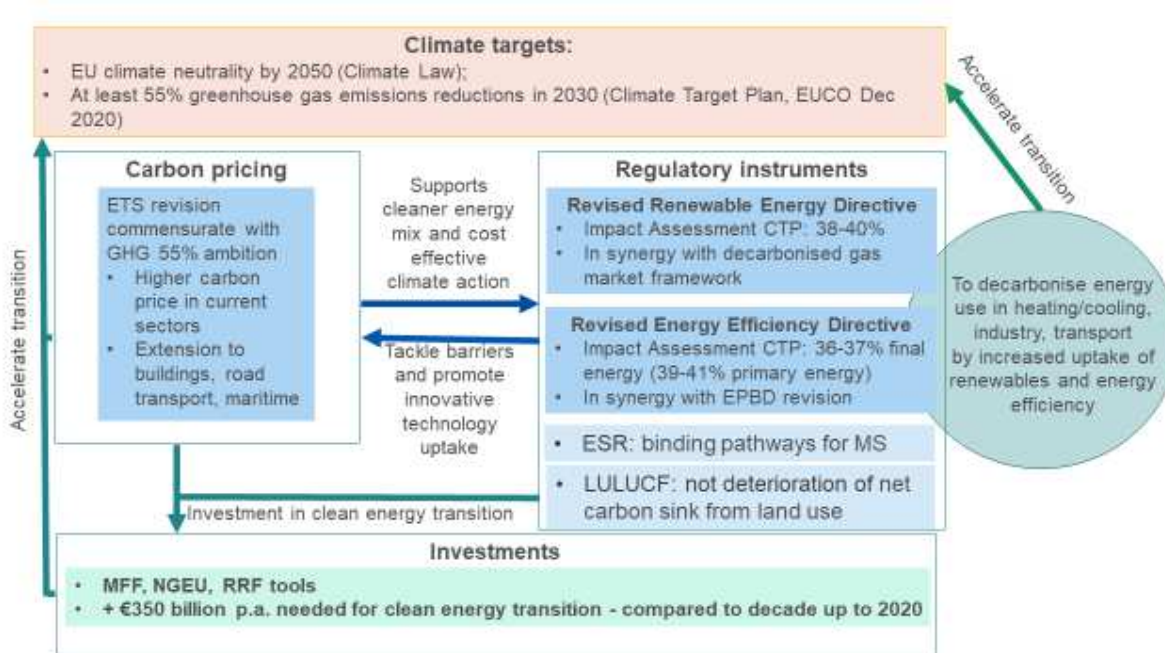 Climate targets:
• EU climate neutrality by 2050 (Climate Law);
• At least 55% greenhouse gas emissions reductions in 2030 (Climate Target Plan, EUCO Dec
2020)
Accelerate transition
Accelerate transition
Carbon pricing
ETS revision
commensurate with
GHG 55% ambition
• Higher carbon
price in current
sectors
• Extension to
buildings, road
transport, maritime
Supports
cleaner energy
mix and cost
effective
climate action
Tackle barriers
and promote
innovative
technology
uptake
Regulatory instruments
Revised Renewable Energy Directive
• Impact Assessment CTP: 38-40%
• In synergy with decarbonised gas
market framework
Revised Energy Efficiency Directive
• Impact Assessment CTP: 36-37% final
energy (39-41% primary energy)
• In synergy with EPBD revision
• ESR: binding pathways for MS
• LULUCF: not deterioration of net
carbon sink from land use
To decarbonise energy
use in heating/cooling,
industry, transport
by increased uptake of
renewables and energy
efficiency
Investment in clean energy transition
Investments
• MFF, NGEU, RRF tools
• + €350 billion p.a. needed for clean energy transition - compared to decade up to 2020